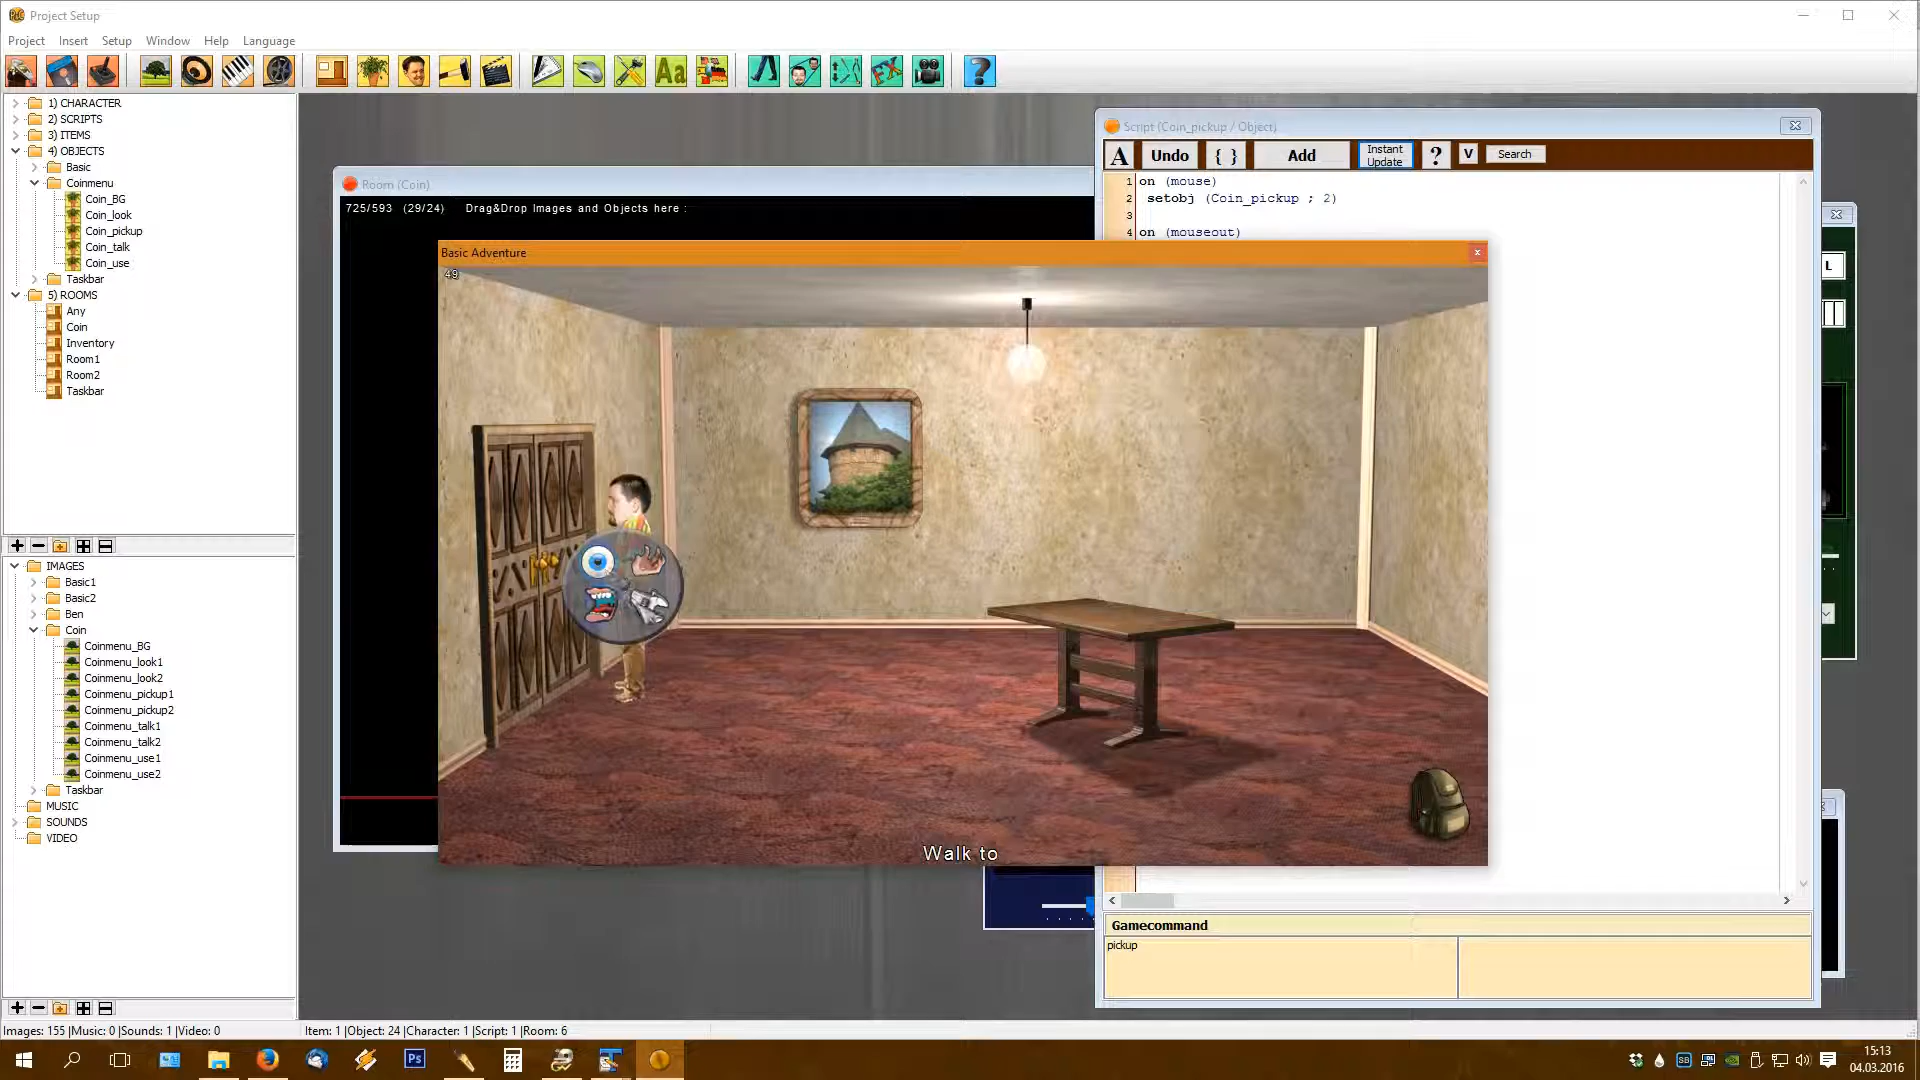 Project Setup
Project Insert Setup Window Help Language
Aa FX ?
1) CHARACTER
2) SCRIPTS
3) ITEMS
4) OBJECTS
Basic
Coinmenu
Coin_BG
Coin_look
Coin_pickup
Coin_talk
Coin_use
Taskbar
5) ROOMS
Any
Coin
Inventory
Room1
Room2
Taskbar
IMAGES
Basic1
Basic2
Ben
Coin
Coinmenu_BG
Coinmenu_look1
Coinmenu_look2
Coinmenu_pickup1
Coinmenu_pickup2
Coinmenu_talk1
Coinmenu_talk2
Coinmenu_use1
Coinmenu_use2
Taskbar
MUSIC
SOUNDS
VIDEO
Images: 155 |Music: 0 |Sounds: 1 |Video: 0
Item: 1 |Object: 24 |Character: 1 |Script: 1 |Room: 6
Room (Coin)
725/593 (29/24) Drag&Drop Images and Objects here :
Basic Adventure
49
Walk to
Script (Coin_pickup / Object)
A Undo { } Add Instant Update ? V Search
1 on (mouse)
2 setobj (Coin_pickup ; 2)
3
4 on (mouseout)
L
Gamecommand
pickup
Ps
SB
15:13
04.03.2016